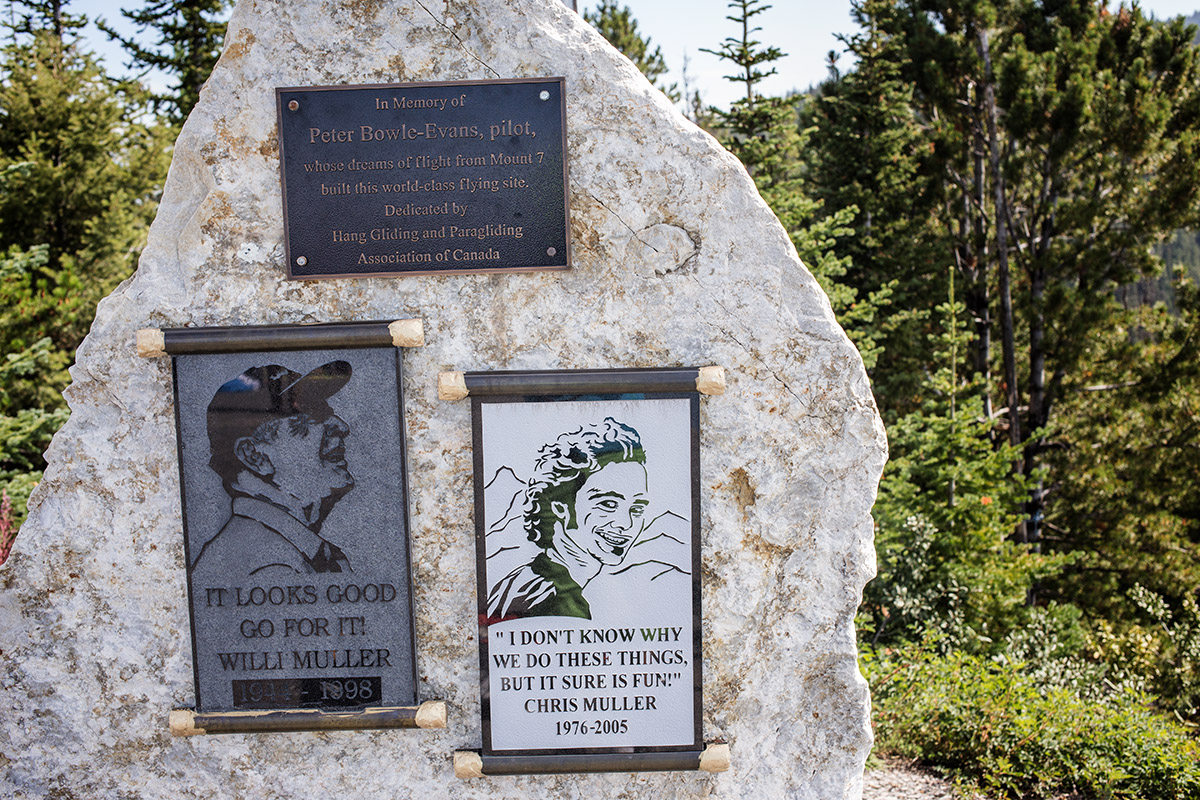 In Memory of
Peter Bowle-Evans, pilot,
whose dreams of flight from Mount 7
built this world-class flying site.
Dedicated by
Hang Gliding and Paragliding
Association of Canada
IT LOOKS GOOD
GO FOR IT!
WILLI MULLER
- 1998
" I DON'T KNOW WHY
WE DO THESE THINGS,
BUT IT SURE IS FUN!"
CHRIS MULLER
1976-2005